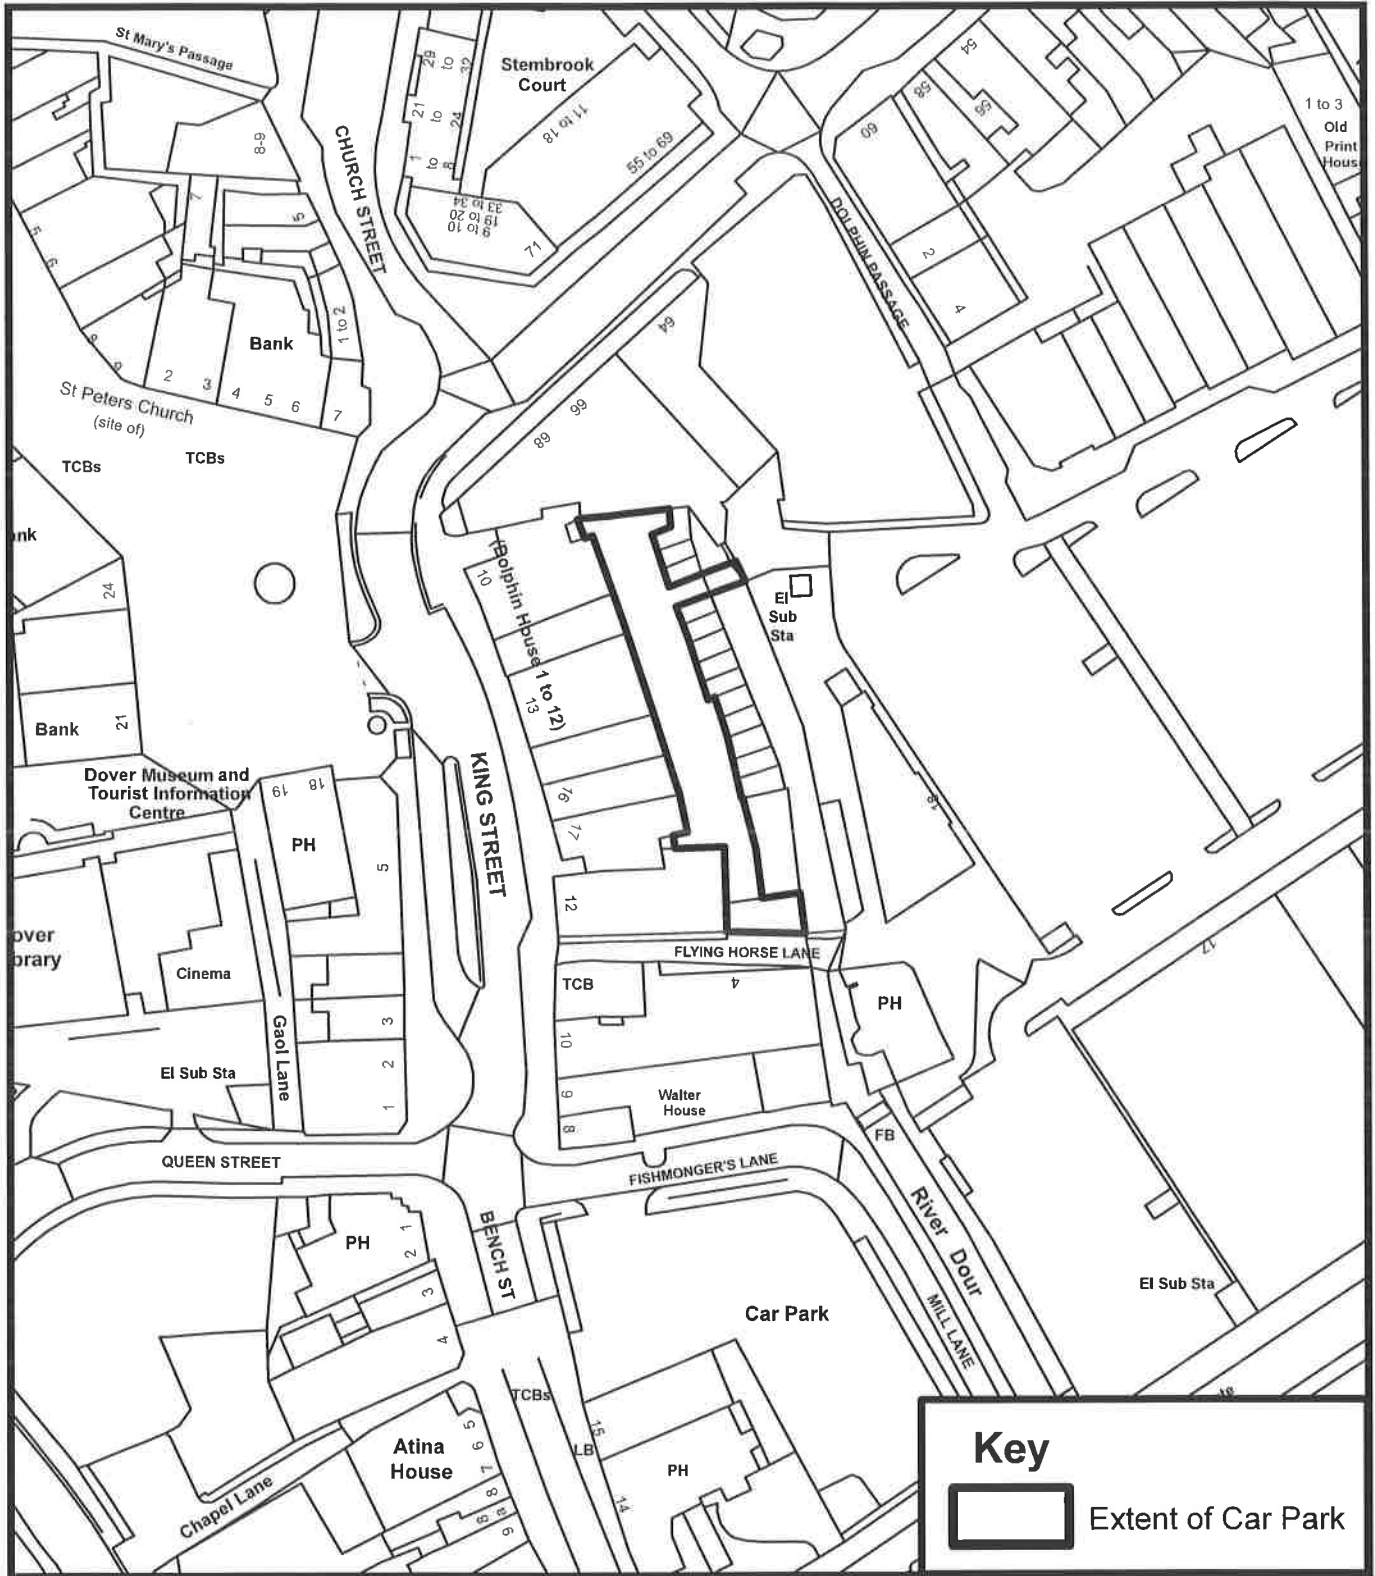 St Mary's Passage
CHURCH STREET
29
to
32
21
to
24
1
to
8
Stembrook
Court
11 to 18
55 to 69
33 to 34
19 to 20
9 to 10
71
54
56
58
60
1 to 3
Old
Print
House
DOLPHIN PASSAGE
2
4
8-9
7
5
1 to 2
Bank
5
6
8
9
2
3
4
5
6
7
St Peters Church
(site of)
TCBs
TCBs
64
66
68
24
21
Bank
10
(Dolphin House 1 to 12)
13
16
17
12
El
Sub
Sta
18
KING STREET
Dover Museum and
Tourist Information
Centre
19
18
PH
5
3
2
1
Cinema
Gaol Lane
El Sub Sta
FLYING HORSE LANE
TCB
4
10
9
8
Walter
House
PH
17
FB
QUEEN STREET
FISHMONGER'S LANE
River Dour
MILL LANE
BENCH ST
PH
1
2
3
4
Car Park
El Sub Sta
TCBs
LB
15
14
PH
Atina
House
5
6
7
8
8a
9
Chapel Lane
Key
Extent of Car Park